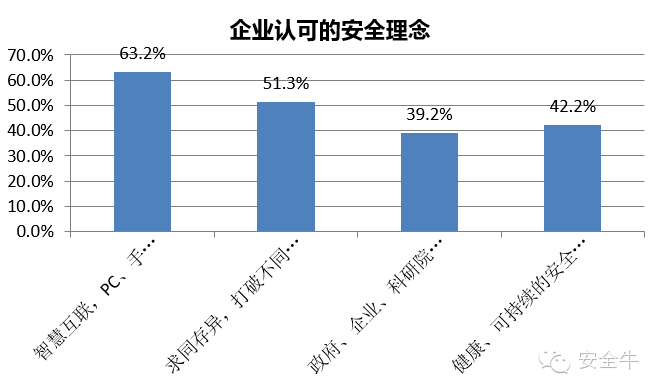 企业认可的安全理念
70.0%
60.0%
50.0%
40.0%
30.0%
20.0%
10.0%
0.0%
63.2%
51.3%
39.2%
42.2%
智慧互联，PC、手…
求同存异，打破不同…
政府、企业、科研院…
健康、可持续的安全…
安全牛